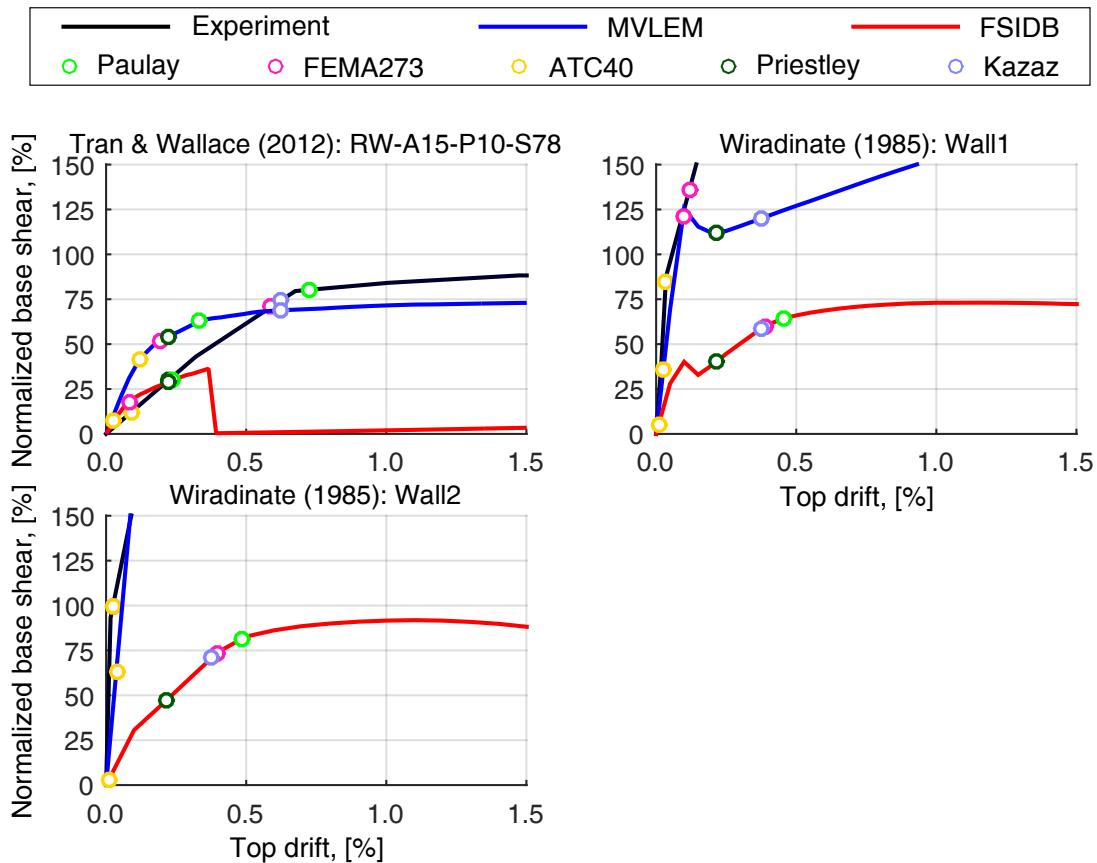 Experiment MVLEM FSIDB
Paulay FEMA273 ATC40 Priestley Kazaz
Tran & Wallace (2012): RW-A15-P10-S78
Normalized base shear, [%]
150
125
100
75
50
25
0
0.0 0.5 1.0 1.5
Wiradinate (1985): Wall1
150
125
100
75
50
25
0
0.0 0.5 1.0 1.5
Top drift, [%]
Wiradinate (1985): Wall2
Normalized base shear, [%]
150
125
100
75
50
25
0
0.0 0.5 1.0 1.5
Top drift, [%]